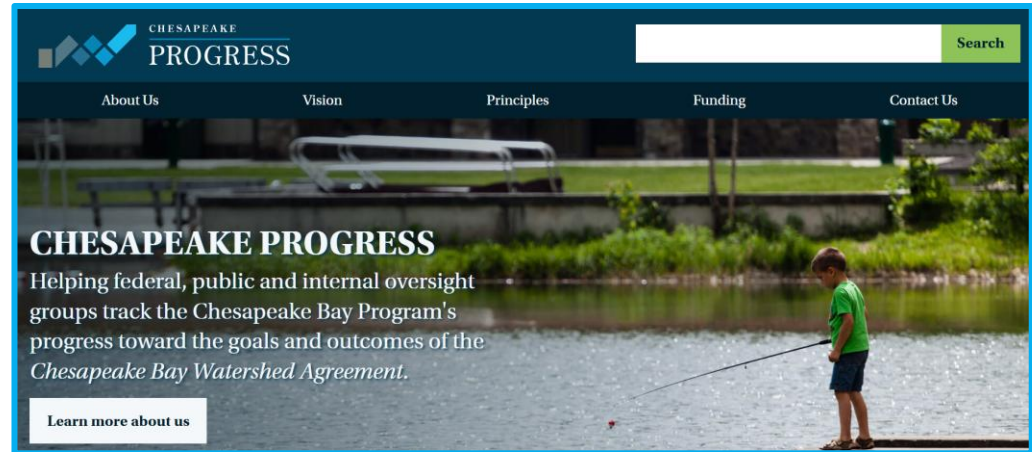 CHESAPEAKE
PROGRESS
Search
About Us
Vision
Principles
Funding
Contact Us
CHESAPEAKE PROGRESS
Helping federal, public and internal oversight
groups track the Chesapeake Bay Program's
progress toward the goals and outcomes of the
Chesapeake Bay Watershed Agreement.
Learn more about us